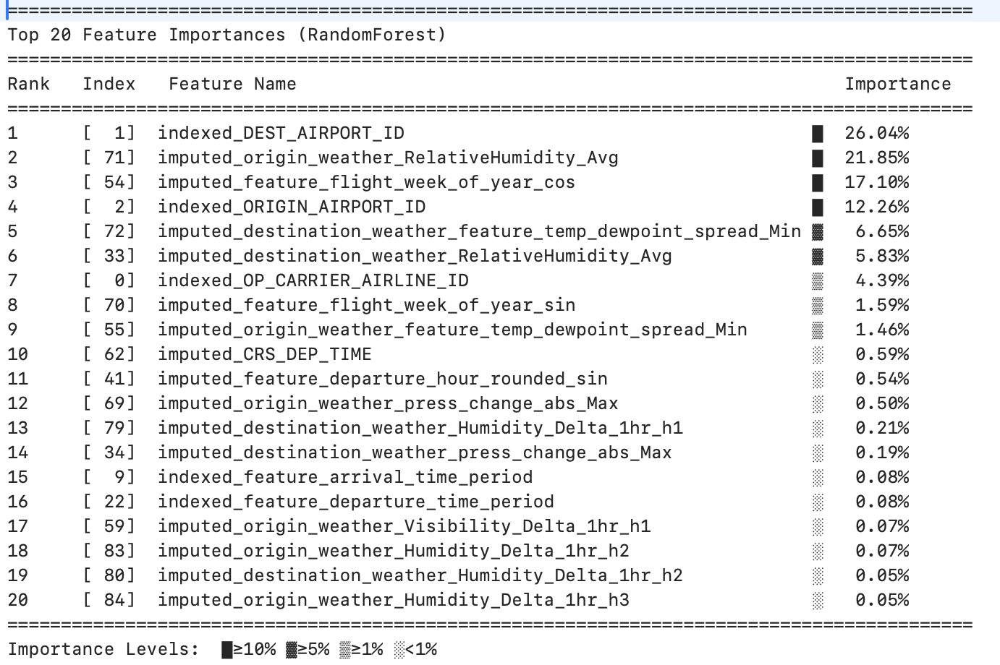 ===========================================================================================
Top 20 Feature Importances (RandomForest)
===========================================================================================
Rank   Index   Feature Name                                                    Importance
===========================================================================================
1      [  1]  indexed_DEST_AIRPORT_ID                                      █  26.04%
2      [ 71]  imputed_origin_weather_RelativeHumidity_Avg                  █  21.85%
3      [ 54]  imputed_feature_flight_week_of_year_cos                      █  17.10%
4      [  2]  indexed_ORIGIN_AIRPORT_ID                                    █  12.26%
5      [ 72]  imputed_destination_weather_feature_temp_dewpoint_spread_Min ▓   6.65%
6      [ 33]  imputed_destination_weather_RelativeHumidity_Avg             ▓   5.83%
7      [  0]  indexed_OP_CARRIER_AIRLINE_ID                                ▒   4.39%
8      [ 70]  imputed_feature_flight_week_of_year_sin                      ▒   1.59%
9      [ 55]  imputed_origin_weather_feature_temp_dewpoint_spread_Min      ▒   1.46%
10     [ 62]  imputed_CRS_DEP_TIME                                         ░   0.59%
11     [ 41]  imputed_feature_departure_hour_rounded_sin                   ░   0.54%
12     [ 69]  imputed_origin_weather_press_change_abs_Max                  ░   0.50%
13     [ 79]  imputed_destination_weather_Humidity_Delta_1hr_h1            ░   0.21%
14     [ 34]  imputed_destination_weather_press_change_abs_Max             ░   0.19%
15     [  9]  indexed_feature_arrival_time_period                          ░   0.08%
16     [ 22]  indexed_feature_departure_time_period                        ░   0.08%
17     [ 59]  imputed_origin_weather_Visibility_Delta_1hr_h1               ░   0.07%
18     [ 83]  imputed_origin_weather_Humidity_Delta_1hr_h2                 ░   0.07%
19     [ 80]  imputed_destination_weather_Humidity_Delta_1hr_h2            ░   0.05%
20     [ 84]  imputed_origin_weather_Humidity_Delta_1hr_h3                 ░   0.05%
===========================================================================================
Importance Levels:  █≥10% ▓≥5% ▒≥1% ░<1%